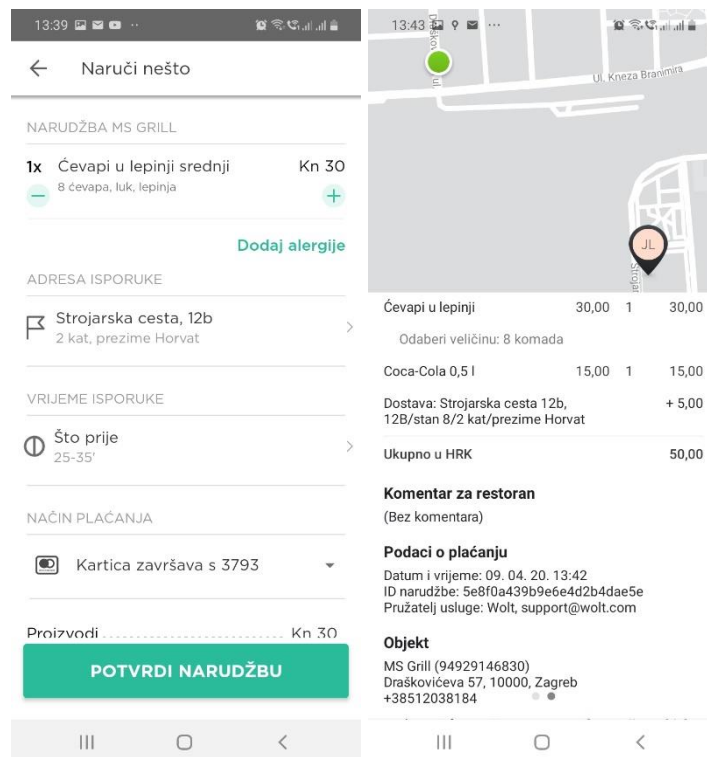 13:39
Naruči nešto
NARUDŽBA MS GRILL
1x Ćevapi u lepinji srednji Kn 30
8 ćevapa, luk, lepinja
Dodaj alergije
ADRESA ISPORUKE
Strojarska cesta, 12b
2 kat, prezime Horvat
VRIJEME ISPORUKE
Što prije
25-35'
NAČIN PLAĆANJA
Kartica završava s 3793
Proizvodi Kn 30
POTVRDI NARUDŽBU
13:43
Ul. Kneza Branimira
JL
Ćevapi u lepinji 30,00 1 30,00
Odaberi veličinu: 8 komada
Coca-Cola 0,5 l 15,00 1 15,00
Dostava: Strojarska cesta 12b, + 5,00
12B/stan 8/2 kat/prezime Horvat
Ukupno u HRK 50,00
Komentar za restoran
(Bez komentara)
Podaci o plaćanju
Datum i vrijeme: 09. 04. 20. 13:42
ID narudžbe: 5e8f0a439b9e6e4d2b4dae5e
Pružatelj usluge: Wolt, support@wolt.com
Objekt
MS Grill (94929146830)
Draškovićeva 57, 10000, Zagreb
+38512038184